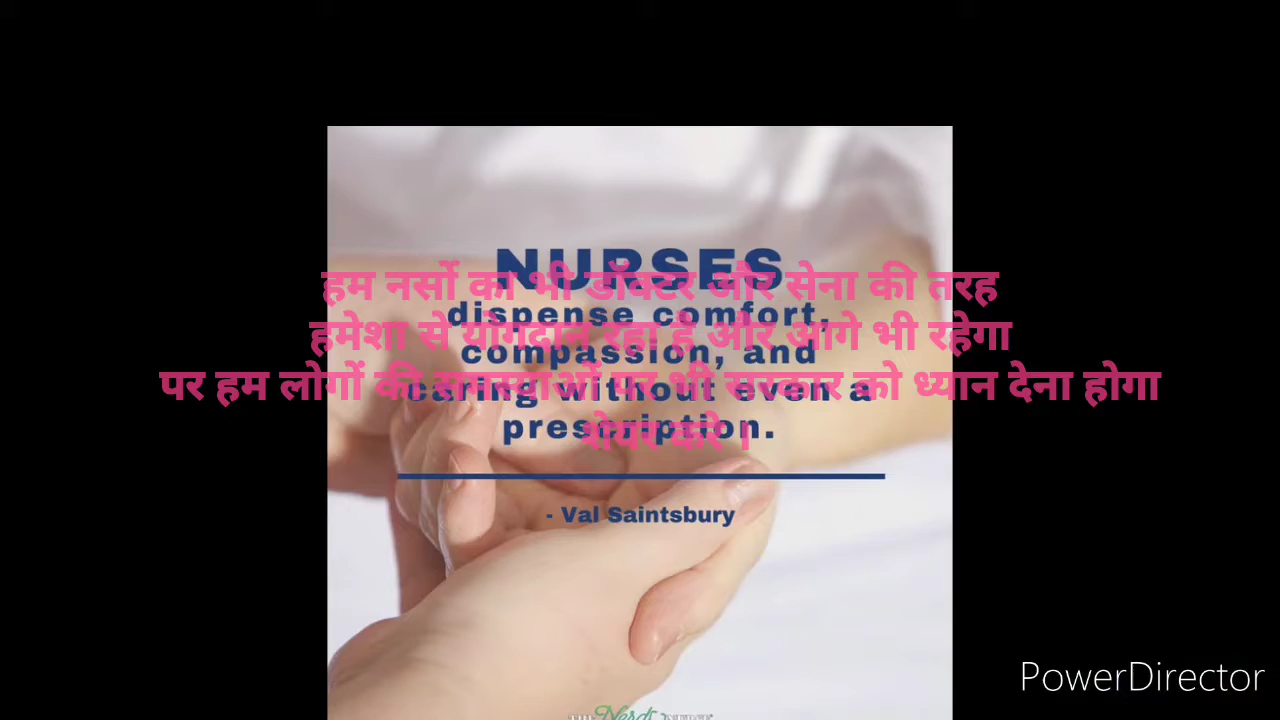 NURSES
dispense comfort,
compassion, and
caring without even a
prescription.
- Val Saintsbury
हम नर्सो का भी डॉक्टर और सेना की तरह
हमेशा से योगदान रहा है और आगे भी रहेगा
पर हम लोगों की समस्याओं पर भी सरकार को ध्यान देना होगा
करे ।
PowerDirector